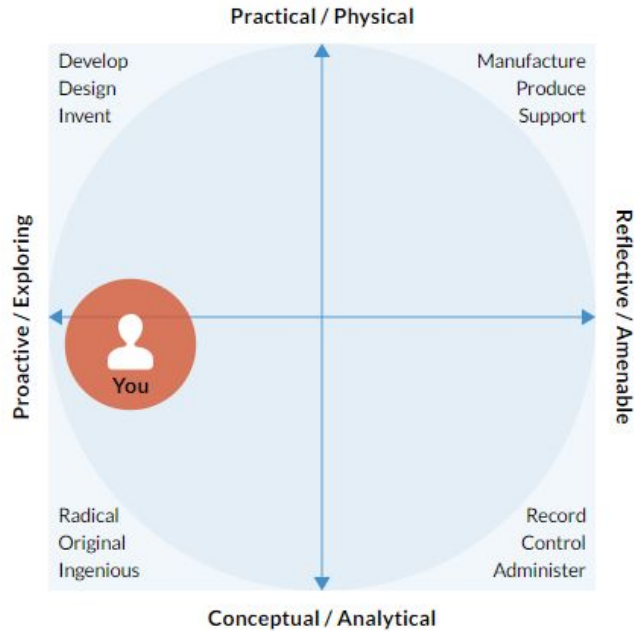 Practical / Physical
Develop
Design
Invent
Manufacture
Produce
Support
Proactive / Exploring
You
Reflective / Amenable
Radical
Original
Ingenious
Record
Control
Administer
Conceptual / Analytical